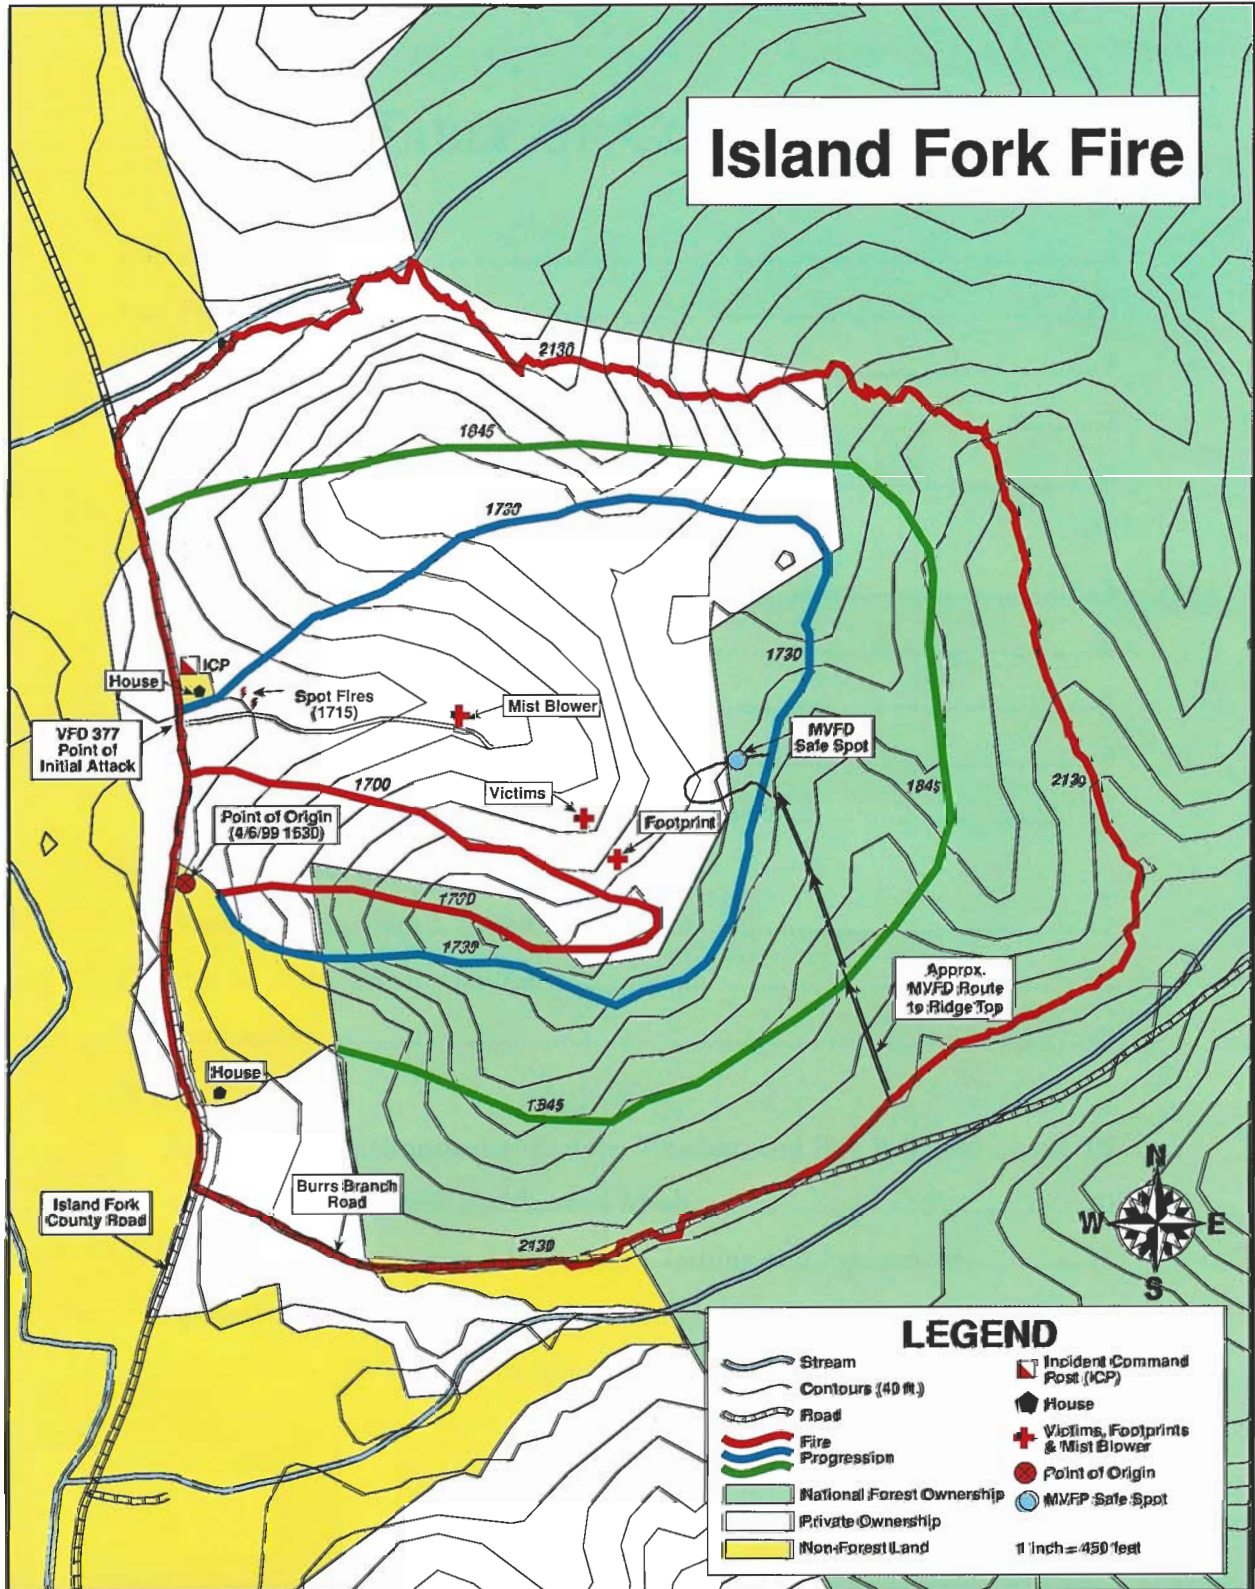 Island Fork Fire
2130
1845
1730
ICP
House
Spot Fires
(1715)
Mist Blower
VFD 377
Point of
Initial Attack
1730
MVFD
Safe Spot
1700
Victims
1845
2130
Point of Origin
(4/6/99 1530)
Footprint
1700
1730
Approx.
MVFD Route
to Ridge Top
House
1845
Burrs Branch
Road
Island Fork
County Road
2130
N
W
E
S
LEGEND
Stream
Contours (40 ft.)
Road
Fire
Progression
National Forest Ownership
Private Ownership
Non-Forest Land
Incident Command
Post (ICP)
House
Victims, Footprints
& Mist Blower
Point of Origin
MVFP Safe Spot
1 inch = 450 feet